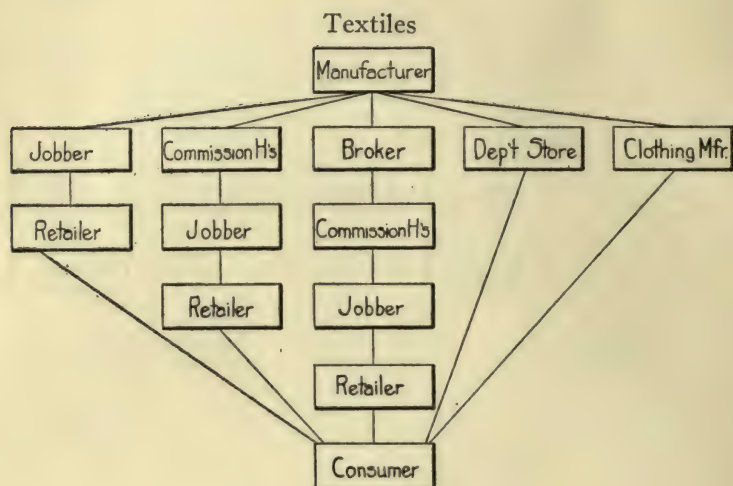 Textiles
Manufacturer
Jobber
Commission H's
Broker
Dep't Store
Clothing Mfr.
Retailer
Jobber
Commission H's
Retailer
Jobber
Retailer
Consumer